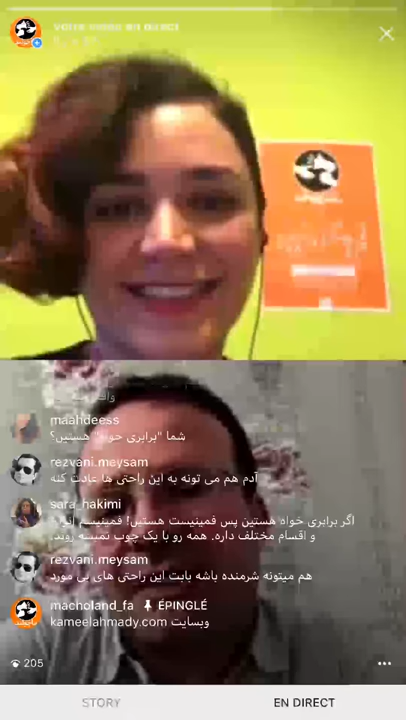 maahdeess
شما "برابری خواه" هستین؟
rezvani.meysam
آدم هم می تونه به این راحتی ها عادت کنه
sara_hakimi
اگر برابری خواه هستین پس فمینیست هستین! فمینیسم انواع
و اقسام مختلف داره. همه رو با یک چوب نمیشه روند.
rezvani.meysam
هم میتونه شرمنده باشه بابت این راحتی های بی مورد
macholand_fa ÉPINGLÉ
kameelahmady.com وبسایت
205
STORY
EN DIRECT